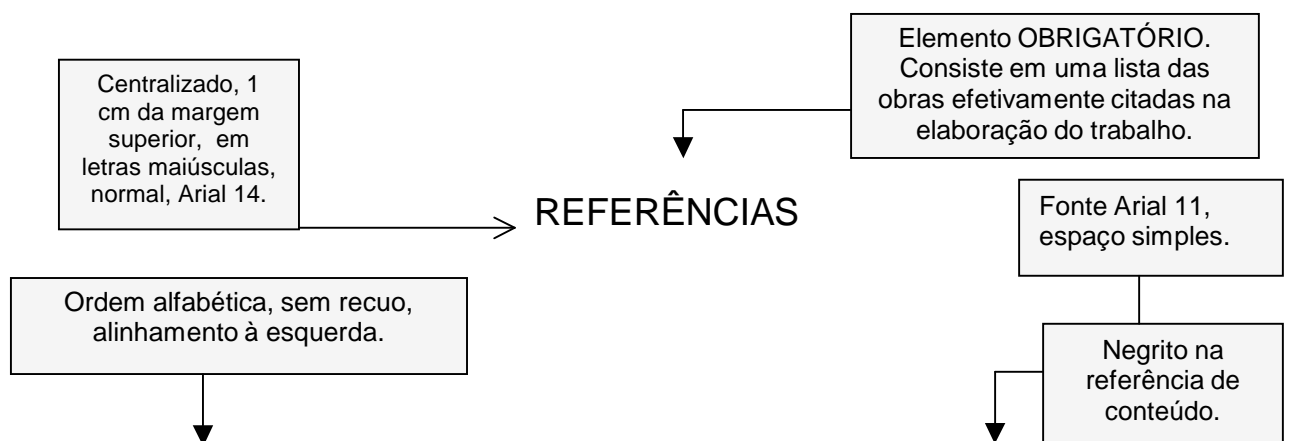 Elemento OBRIGATÓRIO.
Consiste em uma lista das
obras efetivamente citadas na
elaboração do trabalho.
Centralizado, 1
cm da margem
superior, em
letras maiúsculas,
normal, Arial 14.
REFERÊNCIAS
Fonte Arial 11,
espaço simples.
Ordem alfabética, sem recuo,
alinhamento à esquerda.
Negrito na
referência de
conteúdo.